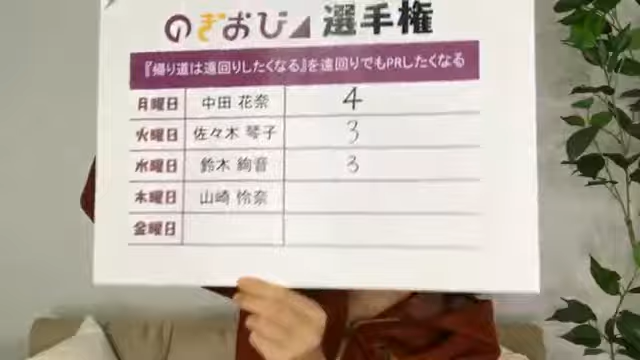 のぎおび⊿選手権
『帰り道は遠回りしたくなる』を遠回りでもPRしたくなる
月曜日 中田 花奈 4
火曜日 佐々木 琴子 3
水曜日 鈴木 絢音 3
木曜日 山崎 怜奈
金曜日